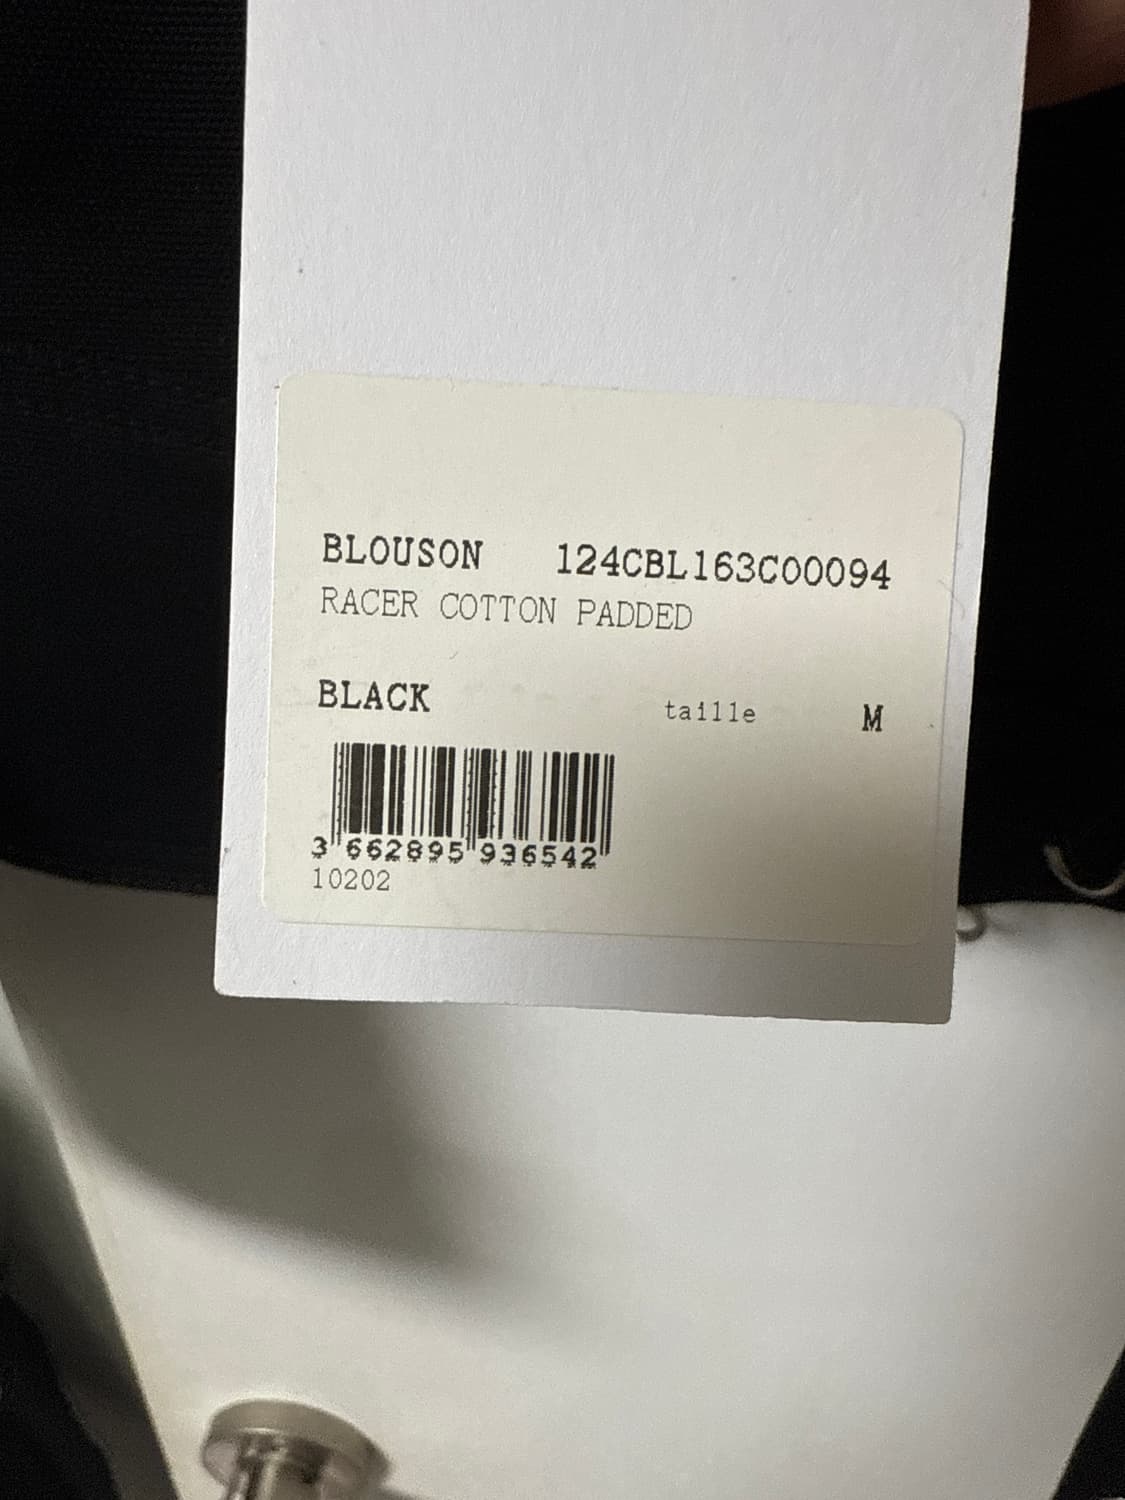 BLOUSON 124CBL163C00094
RACER COTTON PADDED
BLACK taille M
3 662895 936542
10202